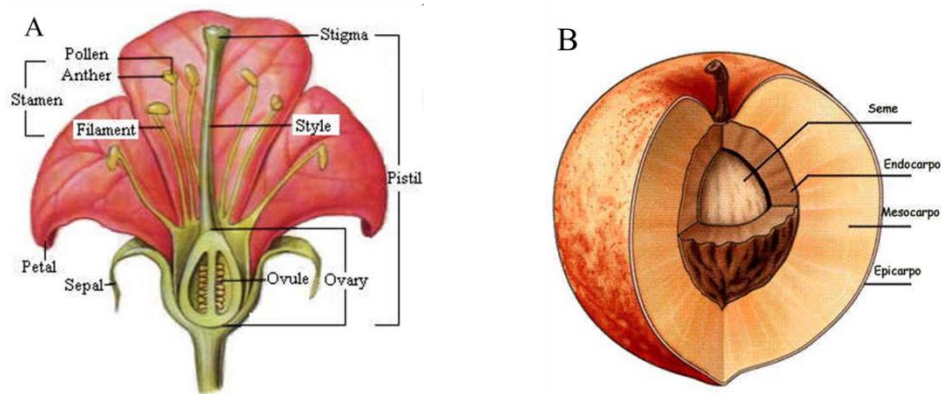 A
Stigma
Pollen
Anther
Stamen
Filament
Style
Pistil
Petal
Sepal
Ovule
Ovary
B
Seme
Endocarpo
Mesocarpo
Epicarpo